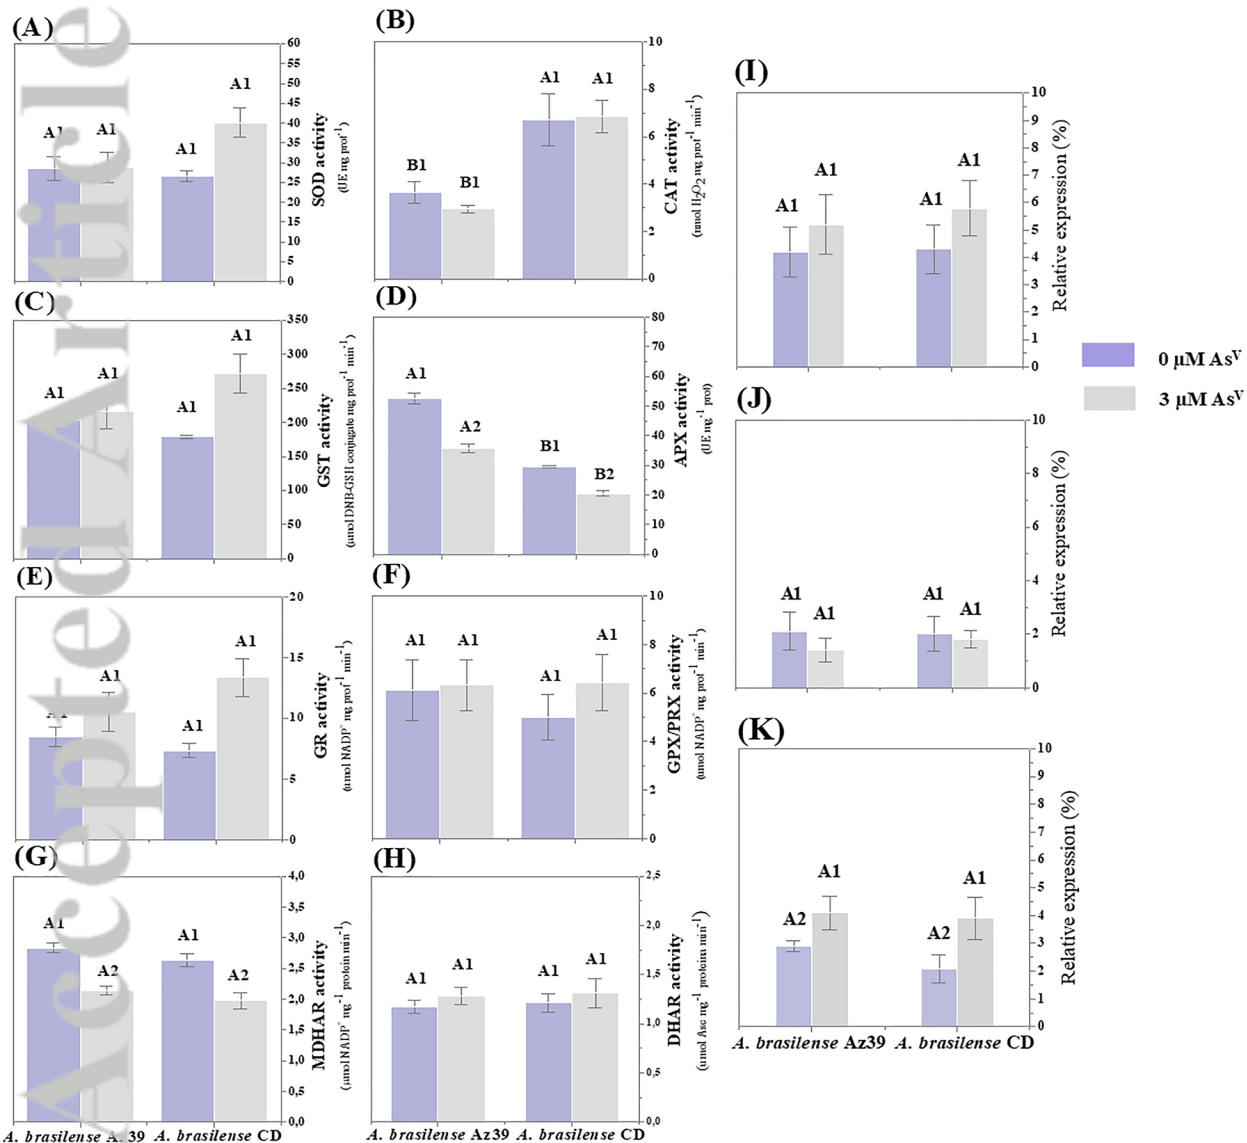 (A)
60
55
50
45
40
35
30
25
20
15
10
5
0
A1
A1
A1
A1
SOD activity
(UE mg prot-1)
(B)
10
8
6
4
2
0
B1
B1
A1
A1
CAT activity
(nmol H2O2 mg prot-1 min-1)
(C)
350
300
250
200
150
100
50
0
A1
A1
A1
A1
GST activity
(µmol DNB-GSH conjugate mg prot-1 min-1)
(D)
80
70
60
50
40
30
20
10
0
A1
A2
B1
B2
APX activity
(UE mg-1 prot)
(E)
20
15
10
5
0
A1
A1
A1
A1
GR activity
(umol NADP+ mg prot-1 min-1)
(F)
10
8
6
4
2
0
A1
A1
A1
A1
GPX/PRX activity
(umol NADP+ mg prot-1 min-1)
(G)
4,0
3,5
3,0
2,5
2,0
1,5
1,0
0,5
0,0
A1
A2
A1
A2
MDHAR activity
(µmol NADP+ mg-1 protoin min-1)
A. brasilense Az39 A. brasilense CD
(H)
2,5
2,0
1,5
1,0
0,5
0,0
A1
A1
A1
A1
DHAR activity
(umol Asc mg-1 protoin min-1)
A. brasilense Az39 A. brasilense CD
(I)
10
9
8
7
6
5
4
3
2
1
0
A1
A1
A1
A1
Relative expression (%)
(J)
10
8
6
4
2
0
A1
A1
A1
A1
Relative expression (%)
(K)
10
9
8
7
6
5
4
3
2
1
0
A2
A1
A2
A1
Relative expression (%)
A. brasilense Az39 A. brasilense CD
0 µM AsV
3 µM AsV
Accepted Article